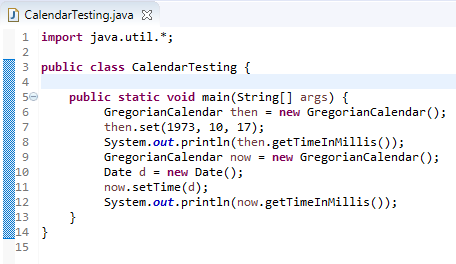 CalendarTesting.java
1 import java.util.*;
2
3 public class CalendarTesting {
4
5 public static void main(String[] args) {
6 GregorianCalendar then = new GregorianCalendar();
7 then.set(1973, 10, 17);
8 System.out.println(then.getTimeInMillis());
9 GregorianCalendar now = new GregorianCalendar();
10 Date d = new Date();
11 now.setTime(d);
12 System.out.println(now.getTimeInMillis());
13 }
14 }
15